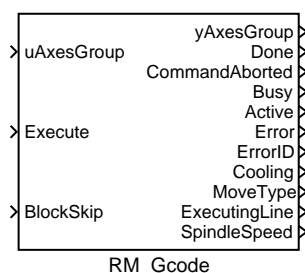 yAxesGroup
uAxesGroup
Done
CommandAborted
Busy
Active
Execute
Error
ErrorID
Cooling
MoveType
BlockSkip
ExecutingLine
SpindleSpeed
RM_Gcode